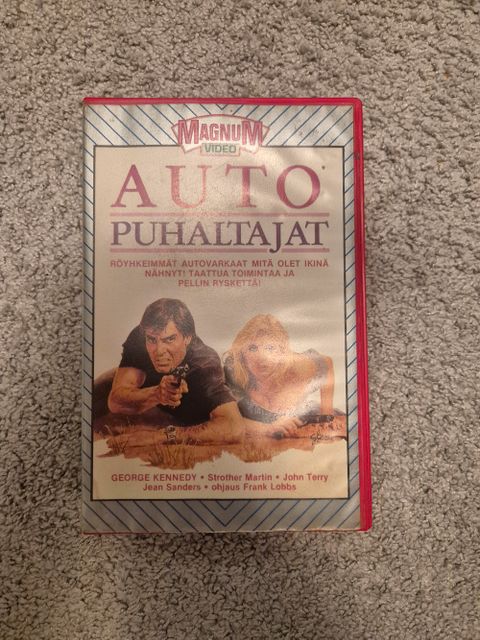 MAGNUM
VIDEO
AUTO
PUHALTAJAT
RÖYHKEIMMÄT AUTOVARKAAT MITÄ OLET IKINÄ
NÄHNYT! TAATTUA TOIMINTAA JA
PELLIN RYSKETTÄ!
GEORGE KENNEDY • Strother Martin • John Terry
Jean Sanders • ohjaus Frank Lobbs